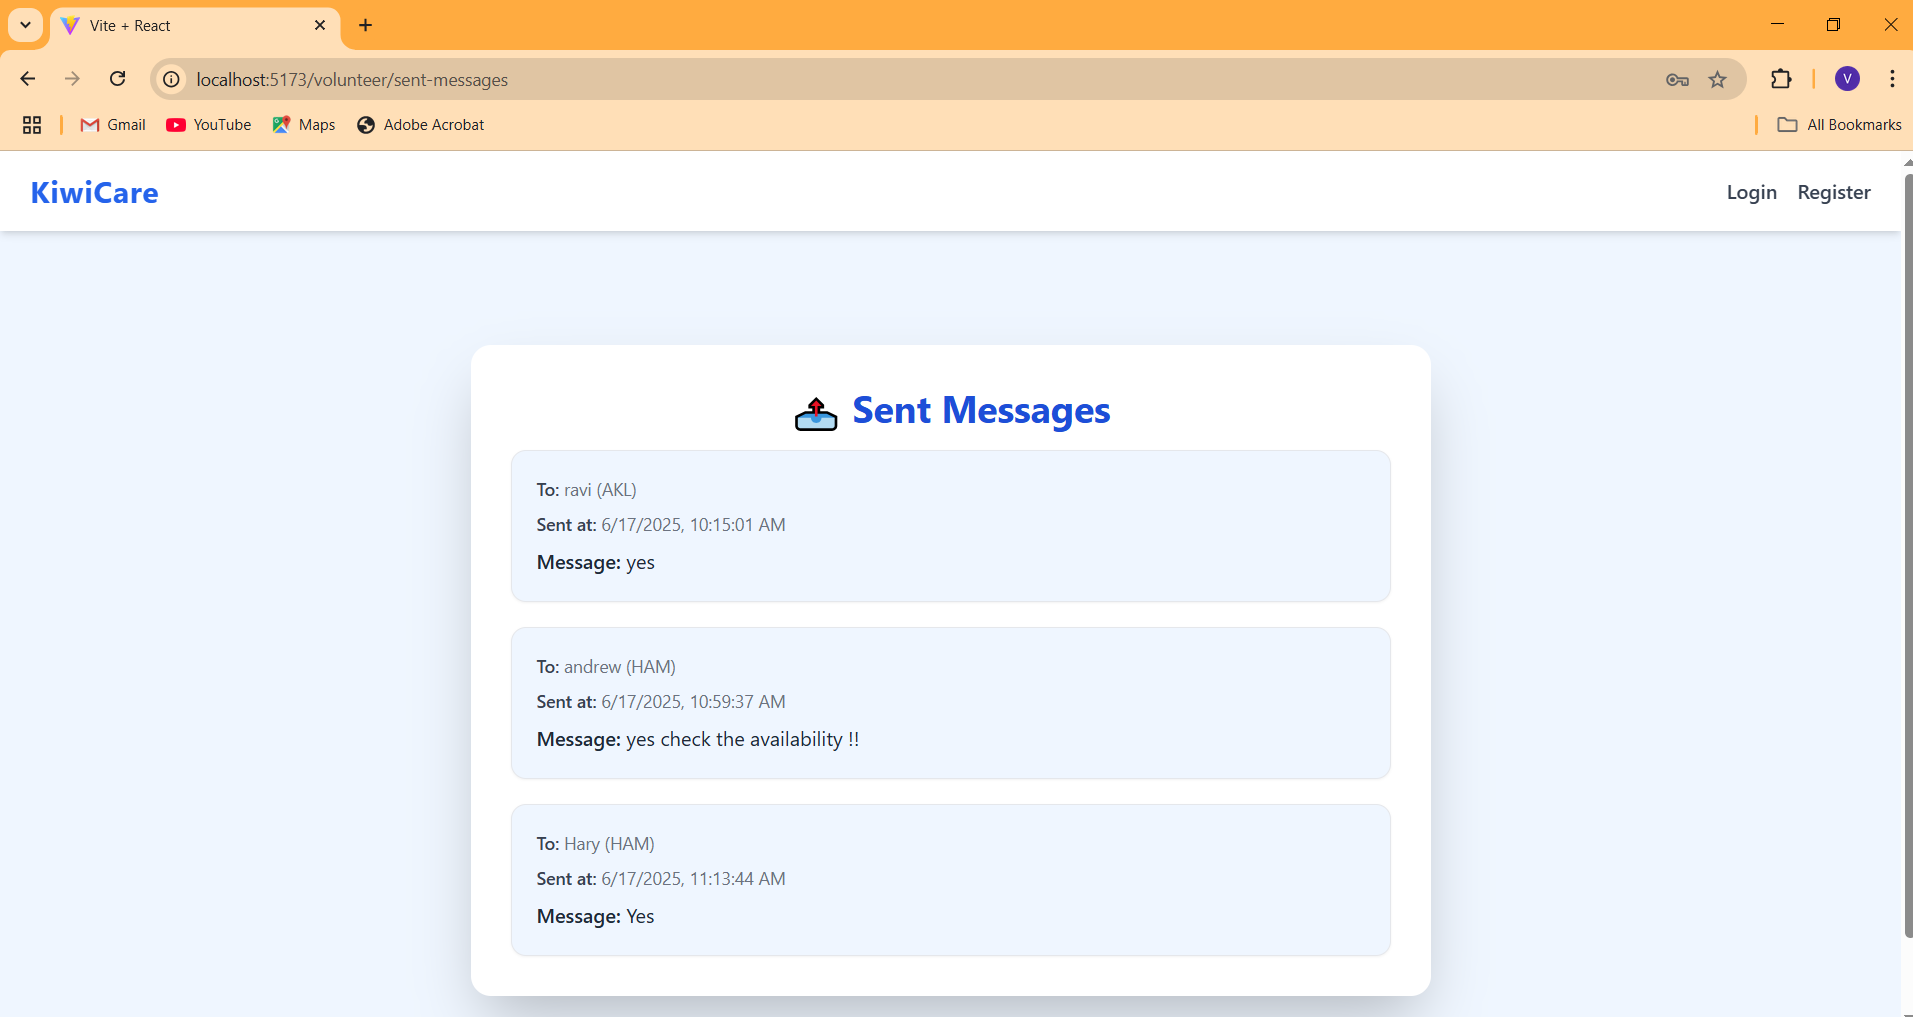 Vite + React
localhost:5173/volunteer/sent-messages
V
Gmail YouTube Maps Adobe Acrobat All Bookmarks
KiwiCare Login Register
Sent Messages
To: ravi (AKL)
Sent at: 6/17/2025, 10:15:01 AM
Message: yes
To: andrew (HAM)
Sent at: 6/17/2025, 10:59:37 AM
Message: yes check the availability !!
To: Hary (HAM)
Sent at: 6/17/2025, 11:13:44 AM
Message: Yes